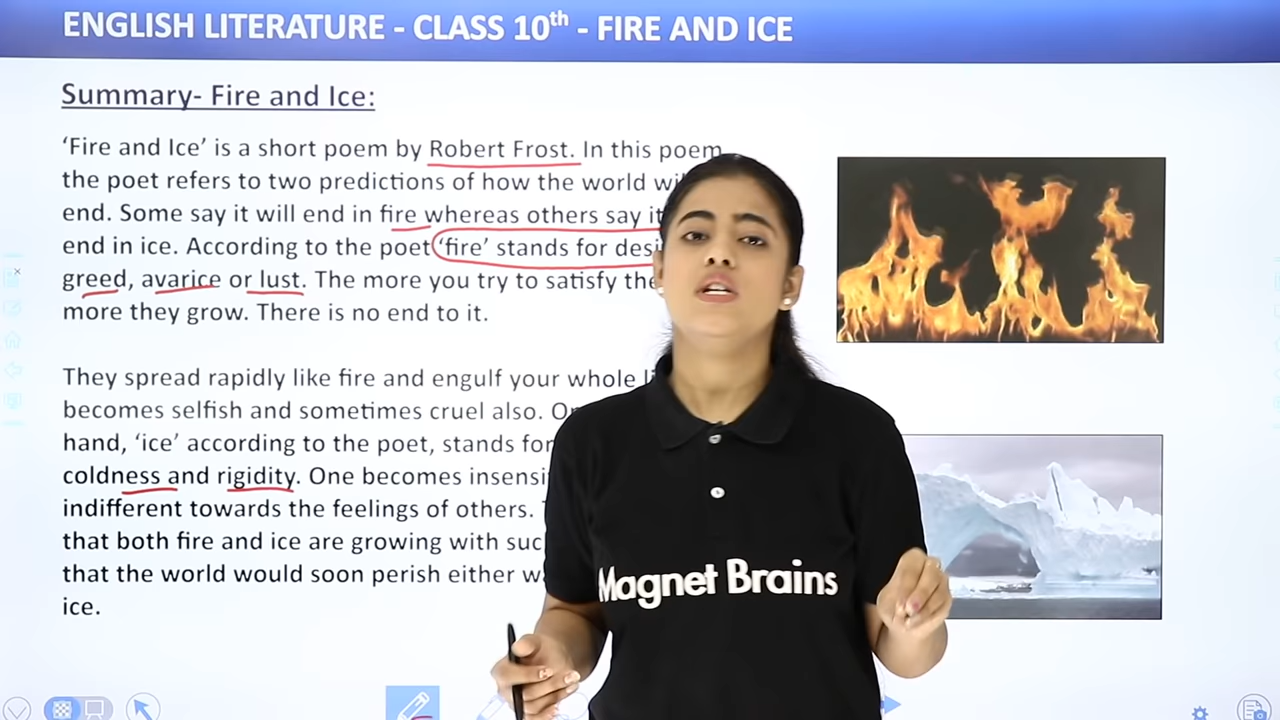 ENGLISH LITERATURE - CLASS 10th - FIRE AND ICE
Summary- Fire and Ice:
‘Fire and Ice’ is a short poem by Robert Frost. In this poem
the poet refers to two predictions of how the world
end. Some say it will end in fire whereas others say it
end in ice. According to the poet ‘fire’ stands for
greed, avarice or lust. The more you try to satisfy
more they grow. There is no end to it.
They spread rapidly like fire and engulf your whole
becomes selfish and sometimes cruel also.
hand, ‘ice’ according to the poet, stands for
coldness and rigidity. One becomes
indifferent towards the feelings of others.
that both fire and ice are growing with
that the world would soon perish either
ice.
Magnet Brains